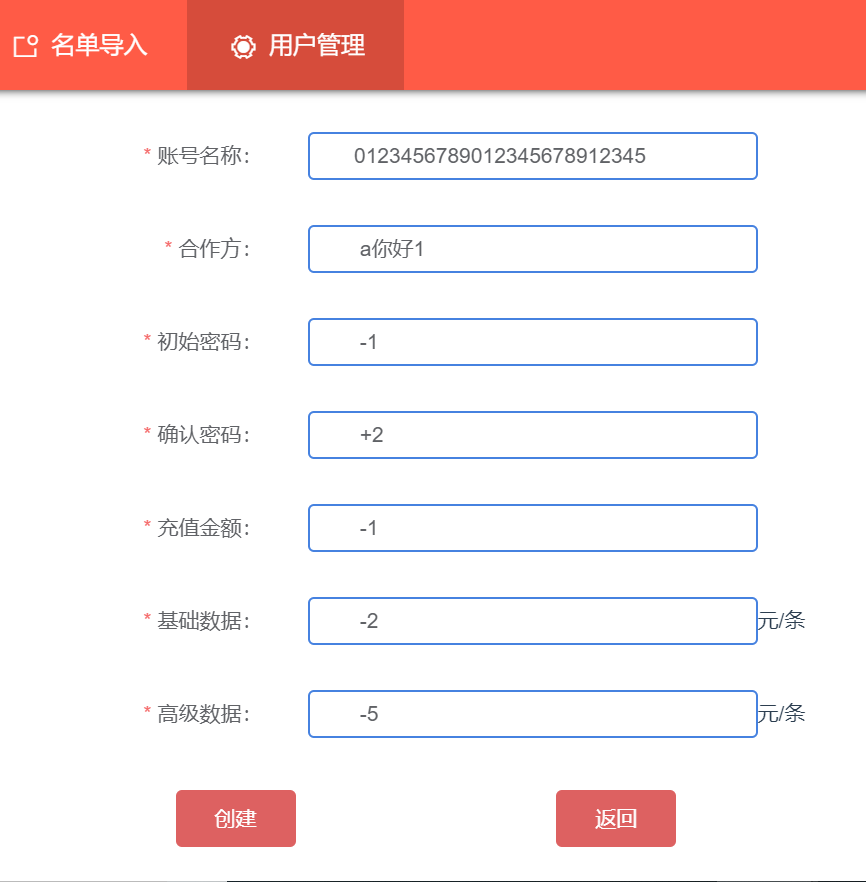 名单导入 用户管理
* 账号名称: 0123456789012345678912345
* 合作方: a你好1
* 初始密码: -1
* 确认密码: +2
* 充值金额: -1
* 基础数据: -2 元/条
* 高级数据: -5 元/条
创建 返回